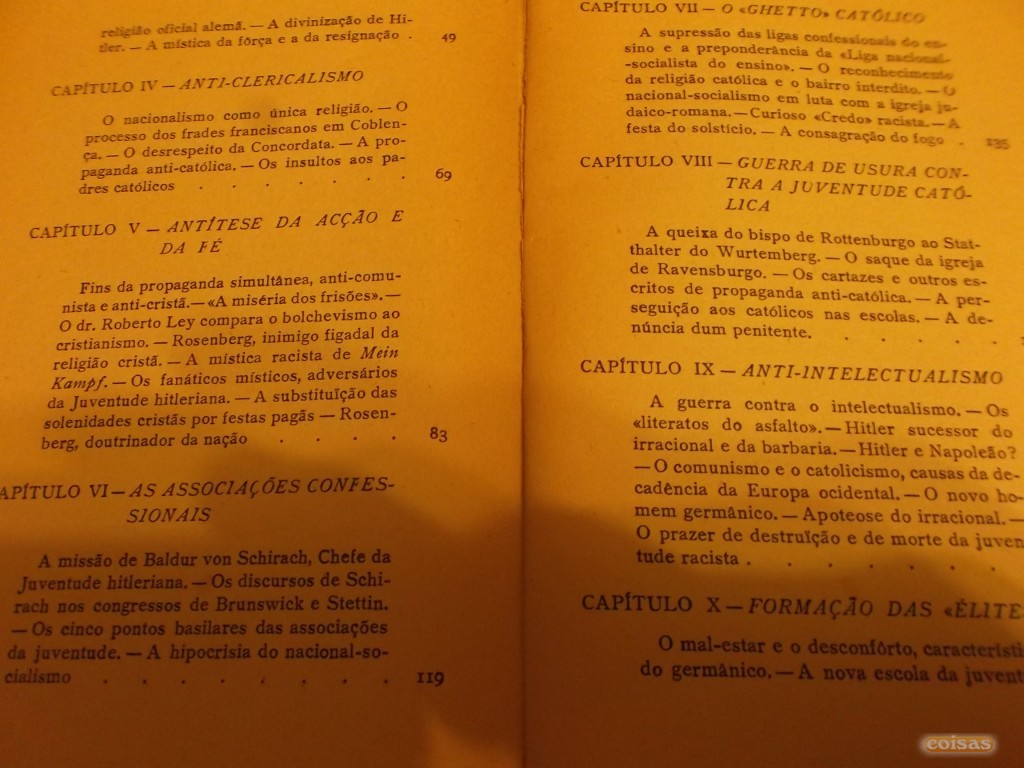 religião oficial alemã. — A divinização de Hi-
tler. — A mística da fôrça e a da resignação . 49
CAPÍTULO IV — ANTI-CLERICALISMO
O nacionalismo como única religião. — O
processo dos frades franciscanos em Coblen-
ça. — O desrespeito da Concordata. — A pro-
paganda anti-católica. — Os insultos aos pa-
dres católicos . . . . . . . 69
CAPÍTULO V — ANTÍTESE DA ACÇÃO E
DA FÉ
Fins da propaganda simultânea, anti-comu-
nista e anti-cristã. — «A miséria dos frisões». —
O dr. Roberto Ley compara o bolchevismo ao
cristianismo. — Rosenberg, inimigo figadal da
religião cristã. — A mística racista de Mein
Kampf. — Os fanáticos místicos, adversários
da Juventude hitleriana. — A substituïção das
solenidades cristãs por festas pagãs — Rosen-
berg, doutrinador da nação . . . . 83
APÍTULO VI — AS ASSOCIAÇÕES CONFES-
SIONAIS
A missão de Baldur von Schirach, Chefe da
Juventude hitleriana. — Os discursos de Schi-
rach nos congressos de Brunswick e Stettin.
— Os cinco pontos basilares das associações
da juventude. — A hipocrisia do nacional-so-
cialismo . . . . . . . . 119
CAPÍTULO VII — O «GHETTO» CATÓLICO
A supressão das ligas confessionais do en-
sino e a preponderância da «Liga nacional-
-socialista do ensino». — O reconhecimento
da religião católica e o bairro interdito. — O
nacional-socialismo em luta com a igreja ju-
daico-romana. — Curioso «Credo» racista. — A
festa do solstício. — A consagração do fogo . 135
CAPÍTULO VIII — GUERRA DE USURA CON-
TRA A JUVENTUDE CATÓ-
LICA
A queixa do bispo de Rottenburgo ao Stat-
thalter do Wurtemberg. — O saque da igreja
de Ravensburgo. — Os cartazes e outros es-
critos de propaganda anti-católica. — A per-
seguição aos católicos nas escolas. — A de-
núncia dum penitente. . . . . .
CAPÍTULO IX — ANTI-INTELECTUALISMO
A guerra contra o intelectualismo. — Os
«literatos do asfalto». — Hitler sucessor do
irracional e da barbaria. — Hitler e Napoleão?
— O comunismo e o catolicismo, causas da de-
cadência da Europa ocidental. — O novo ho-
mem germânico. — Apoteose do irracional. —
O prazer de destruïção e de morte da juven
tude racista . . . . . . .
CAPÍTULO X — FORMAÇÃO DAS «ÉLITE
O mal-estar e o desconfôrto, característi
do germânico. — A nova escola da juvent
coisas